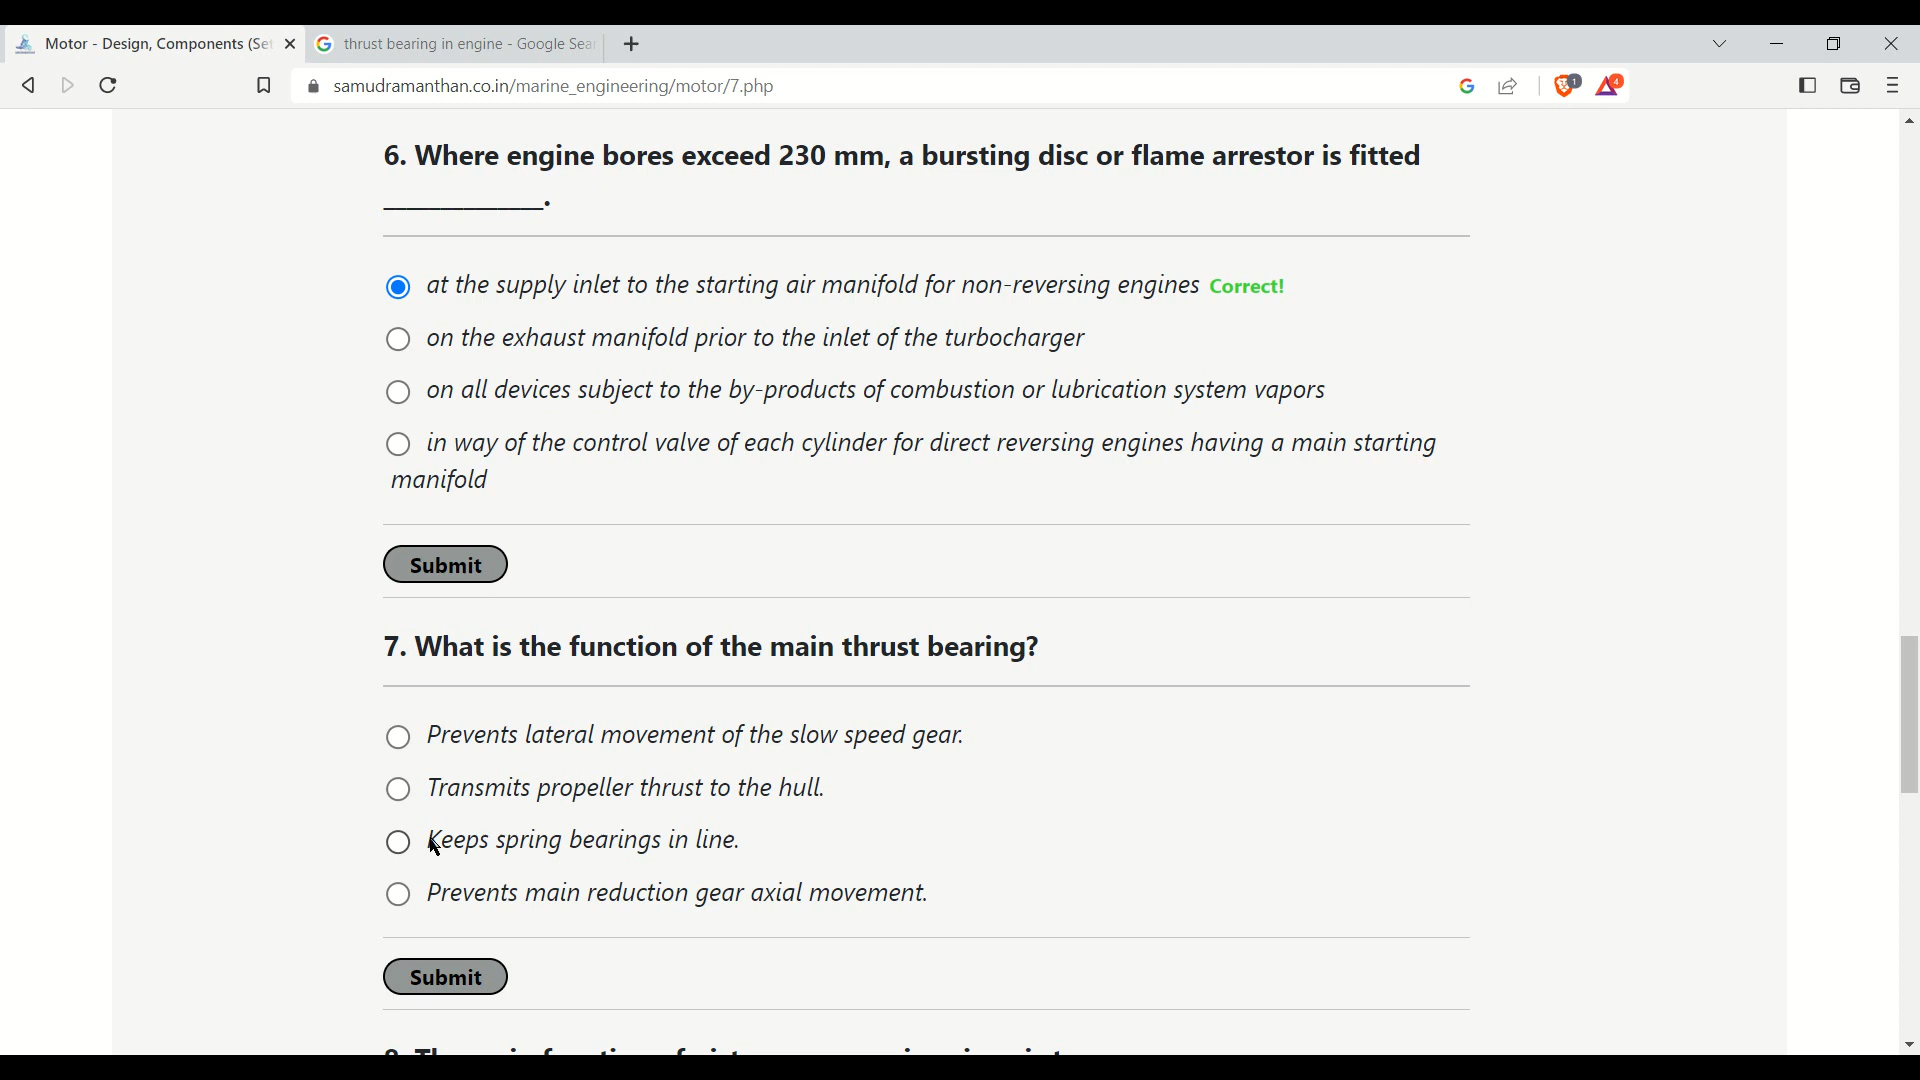 Motor - Design, Components (Set
thrust bearing in engine - Google Sear
samudramanthan.co.in/marine_engineering/motor/7.php
1
4
6. Where engine bores exceed 230 mm, a bursting disc or flame arrestor is fitted
______________.
at the supply inlet to the starting air manifold for non-reversing engines Correct!
on the exhaust manifold prior to the inlet of the turbocharger
on all devices subject to the by-products of combustion or lubrication system vapors
in way of the control valve of each cylinder for direct reversing engines having a main starting
manifold
Submit
7. What is the function of the main thrust bearing?
Prevents lateral movement of the slow speed gear.
Transmits propeller thrust to the hull.
Keeps spring bearings in line.
Prevents main reduction gear axial movement.
Submit